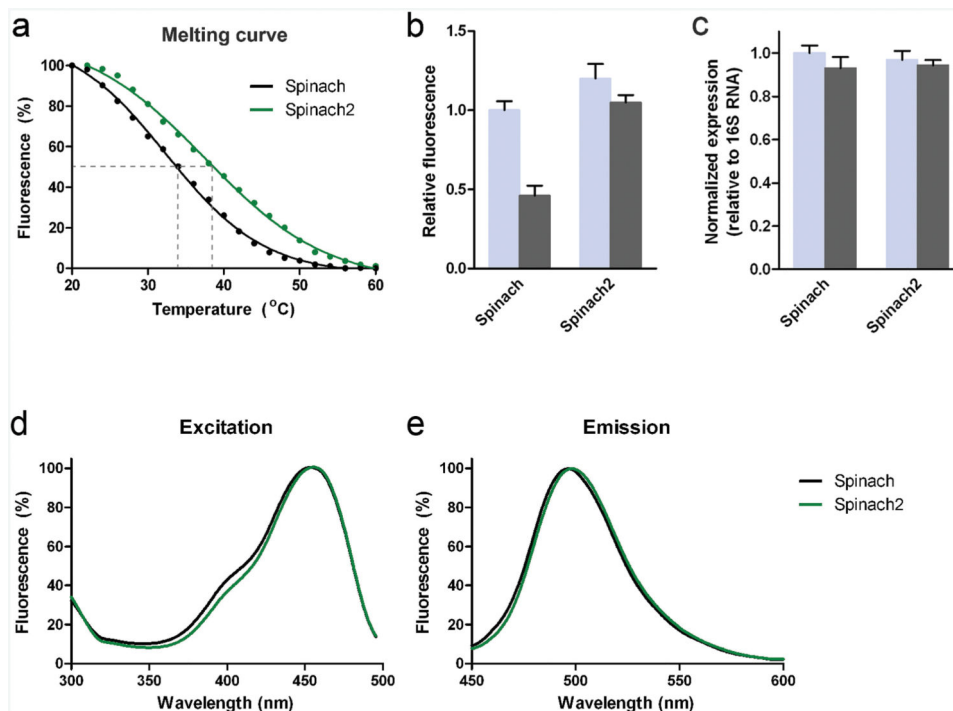 a
Melting curve
Fluorescence (%)
100
80
60
40
20
0
20
30
40
50
60
Temperature (°C)
Spinach
Spinach2
b
Relative fluorescence
1.5
1.0
0.5
0.0
Spinach
Spinach2
c
Normalized expression
(relative to 16S RNA)
1.0
0.8
0.6
0.4
0.2
0.0
Spinach
Spinach2
d
Excitation
Fluorescence (%)
100
80
60
40
20
0
300
350
400
450
500
Wavelength (nm)
e
Emission
Fluorescence (%)
100
80
60
40
20
0
450
500
550
600
Wavelength (nm)
Spinach
Spinach2